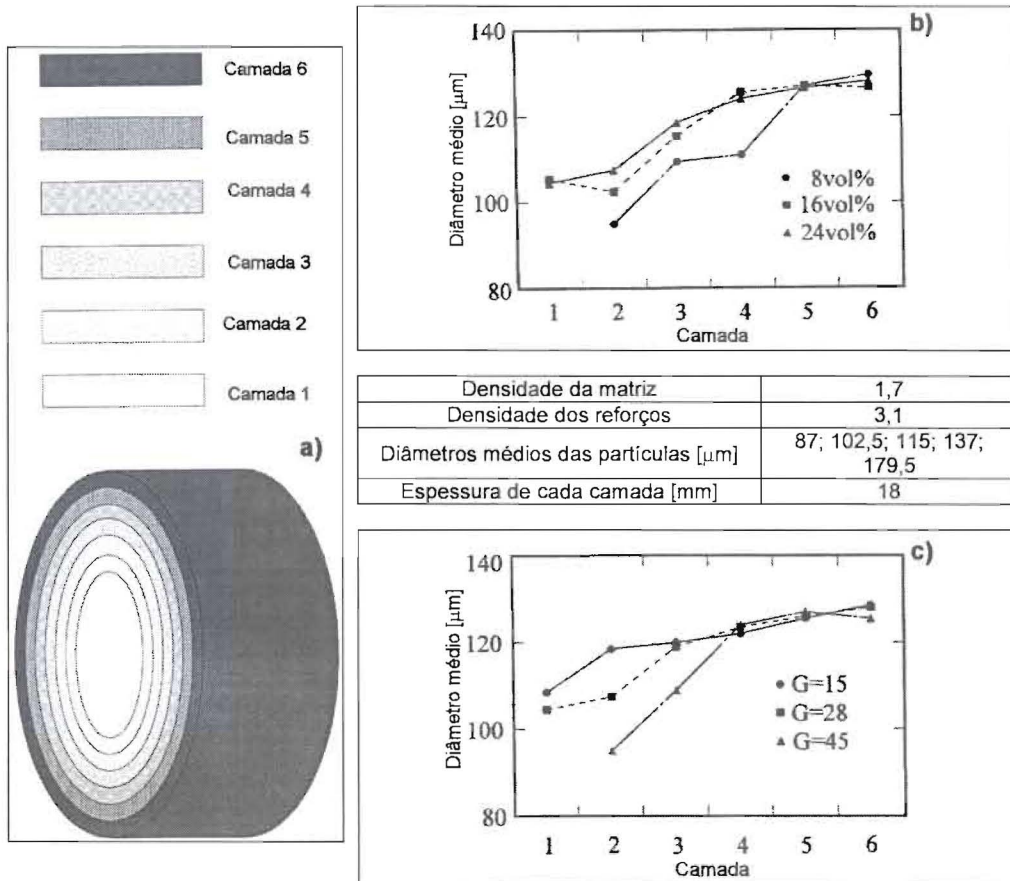 Camada 6
Camada 5
Camada 4
Camada 3
Camada 2
Camada 1
a)
b)
Diâmetro médio [µm]
140
120
100
80
8vol%
16vol%
24vol%
1 2 3 4 5 6
Camada
Densidade da matriz 1,7
Densidade dos reforços 3,1
Diâmetros médios das partículas [µm] 87; 102,5; 115; 137;
179,5
Espessura de cada camada [mm] 18
c)
Diâmetro médio [µm]
140
120
100
80
G=15
G=28
G=45
1 2 3 4 5 6
Camada